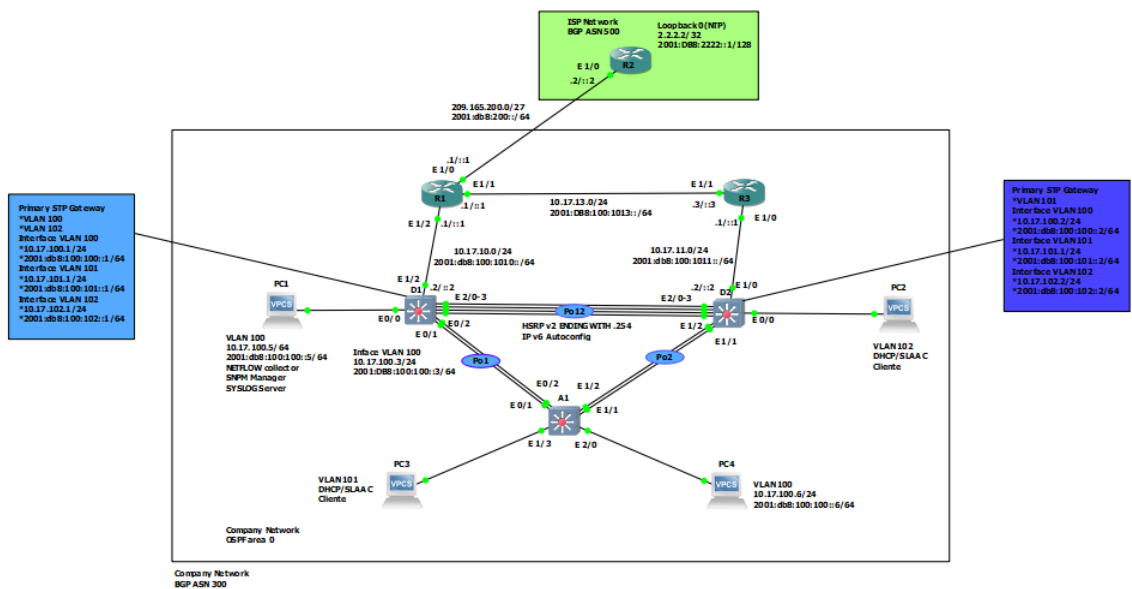 ISP Network
BGP ASN 500
Loopback 0 (NTP)
2.2.2.2/ 32
2001:DB8:2222::1/128
E 1/0
R2
.2/::2
209.165.200.0/27
2001:db8:200::/64
.1/::1
E 1/0
R1
E 1/1
.1/::1
E 1/2
.1/::1
10.17.13.0/24
2001:DB8:100:1013::/64
E 1/1
R3
.3/::3
E 1/0
.1/::1
Primary STP Gateway
*VLAN 100
*VLAN 102
Interface VLAN 100
*10.17.100.1/24
*2001:db8:100:100::1/64
Interface VLAN 101
*10.17.101.1/24
*2001:db8:100:101::1/64
Interface VLAN 102
*10.17.102.1/24
*2001:db8:100:102::1/64
Primary STP Gateway
*VLAN 101
Interface VLAN 100
*10.17.100.2/24
*2001:db8:100:100::2/64
Interface VLAN 101
*10.17.101.1/24
*2001:db8:100:101::2/64
Interface VLAN 102
*10.17.102.2/24
*2001:db8:100:102::2/64
10.17.10.0/24
2001:db8:100:1010::/64
10.17.11.0/24
2001:db8:100:1011::/64
E 1/2
D1
.2/::2
E 2/0-3
Po12
E 2/0-3
.2/::2
D2
E 1/0
PC1
VPCS
E 0/0
E 0/1
E 0/2
HSRP v2 ENDING WITH .254
IPv6 Autoconfig
E 1/2
E 1/1
E 0/0
PC2
VPCS
VLAN 100
10.17.100.5/64
2001:db8:100:100::5/64
NETFLOW collector
SNPM Manager
SYSLOG Server
Inface VLAN 100
10.17.100.3/24
2001:DB8:100:100::3/64
Po1
Po2
VLAN 102
DHCP/SLAAC
Cliente
E 0/2
E 0/1
A1
E 1/2
E 1/1
E 1/3
E 2/0
PC3
VPCS
VLAN 101
DHCP/SLAAC
Cliente
PC4
VPCS
VLAN 100
10.17.100.6/24
2001:db8:100:100::6/64
Company Network
OSPF area 0
Company Network
BGP ASN 300